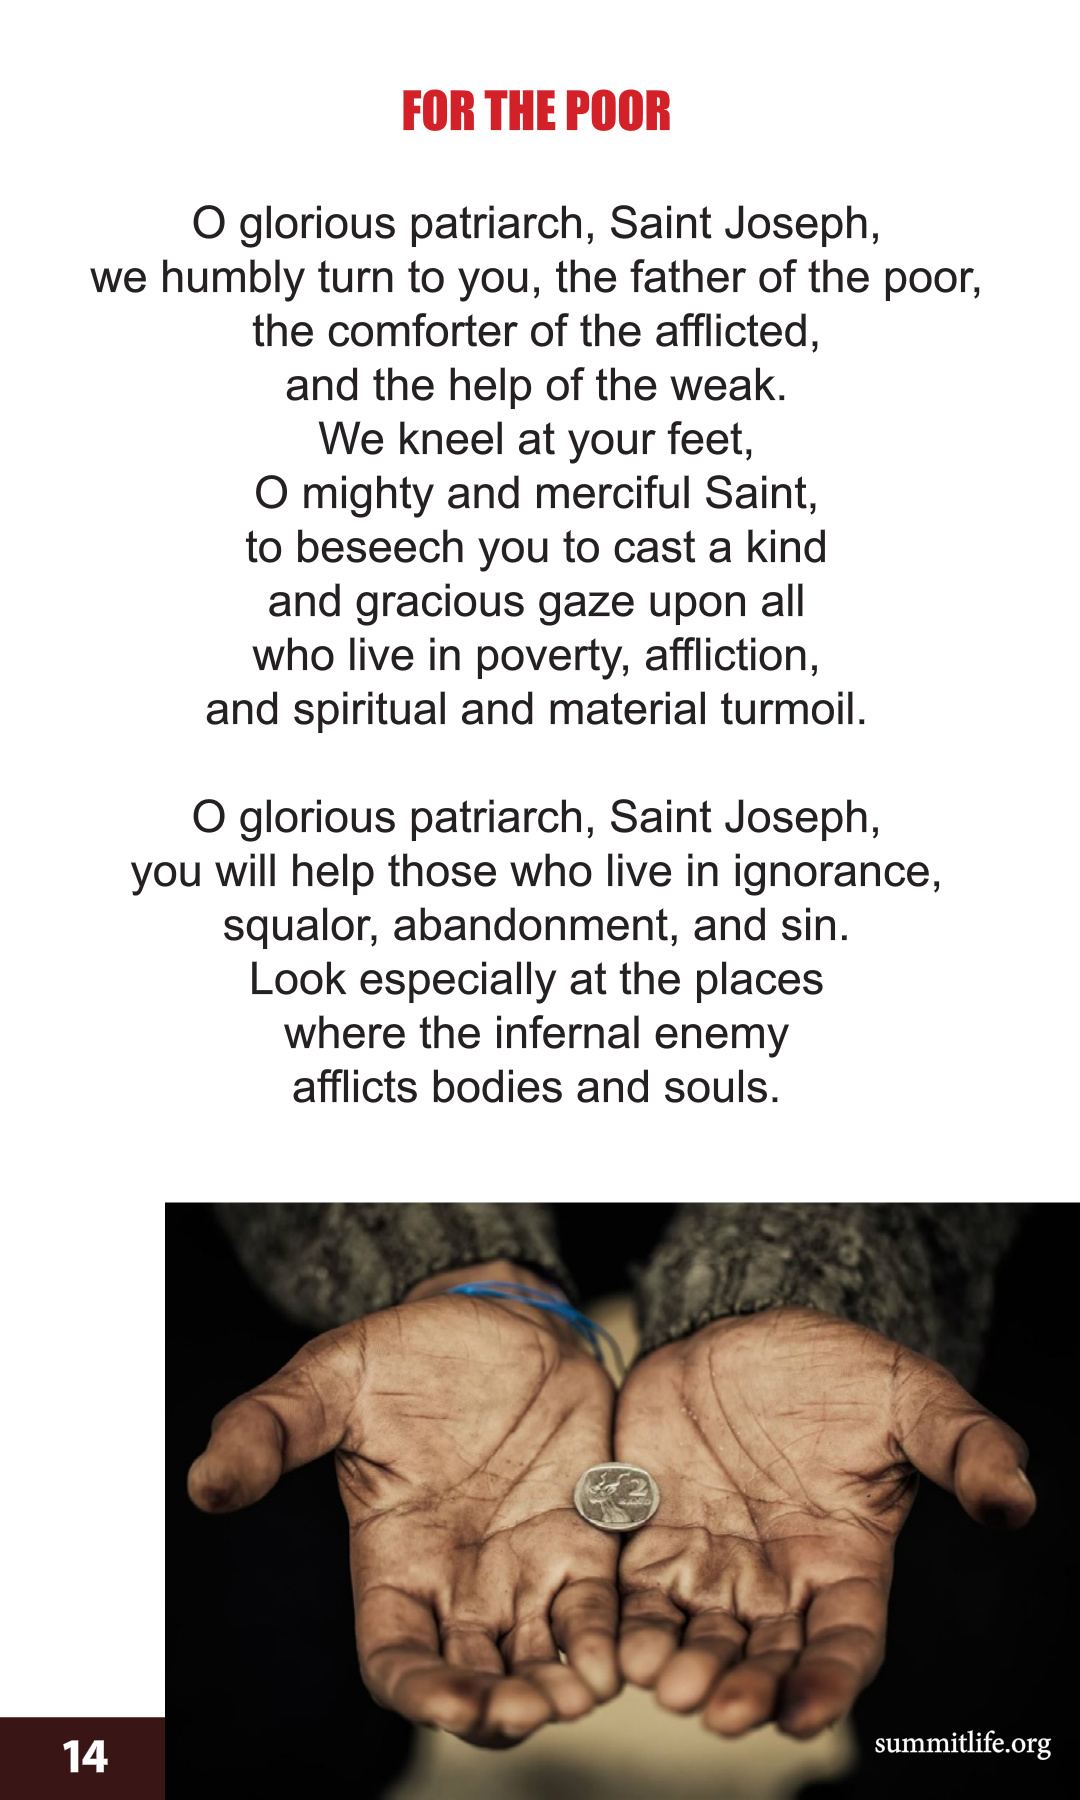 FOR THE POOR
O glorious patriarch, Saint Joseph,
we humbly turn to you, the father of the poor,
the comforter of the afflicted,
and the help of the weak.
We kneel at your feet,
O mighty and merciful Saint,
to beseech you to cast a kind
and gracious gaze upon all
who live in poverty, affliction,
and spiritual and material turmoil.
O glorious patriarch, Saint Joseph,
you will help those who live in ignorance,
squalor, abandonment, and sin.
Look especially at the places
where the infernal enemy
afflicts bodies and souls.
2
14
summitlife.org